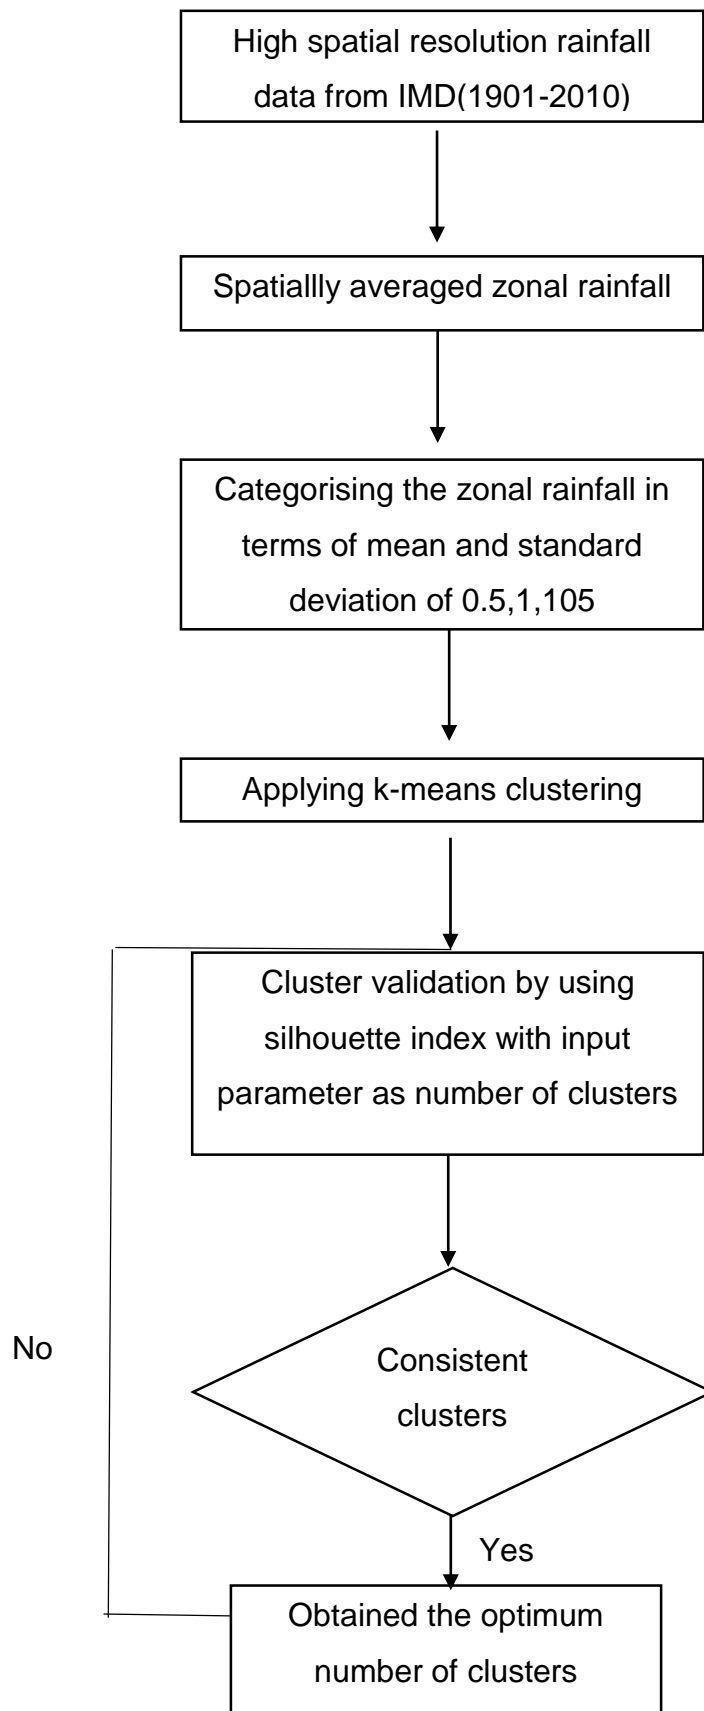 High spatial resolution rainfall
data from IMD(1901-2010)
Spatiallly averaged zonal rainfall
Categorising the zonal rainfall in
terms of mean and standard
deviation of 0.5,1,105
Applying k-means clustering
Cluster validation by using
silhouette index with input
parameter as number of clusters
No
Consistent
clusters
Yes
Obtained the optimum
number of clusters